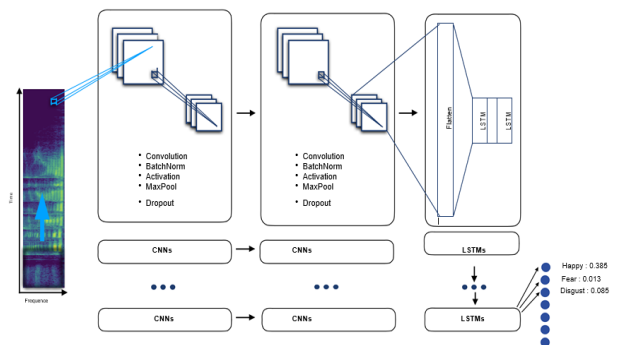 Time
Frequence
Convolution
BatchNorm
Activation
MaxPool
Dropout
Convolution
BatchNorm
Activation
MaxPool
Dropout
Flatten
LSTM
LSTM
CNNs
CNNs
LSTMs
CNNs
CNNs
LSTMs
Happy : 0.385
Fear : 0.013
Disgust : 0.085